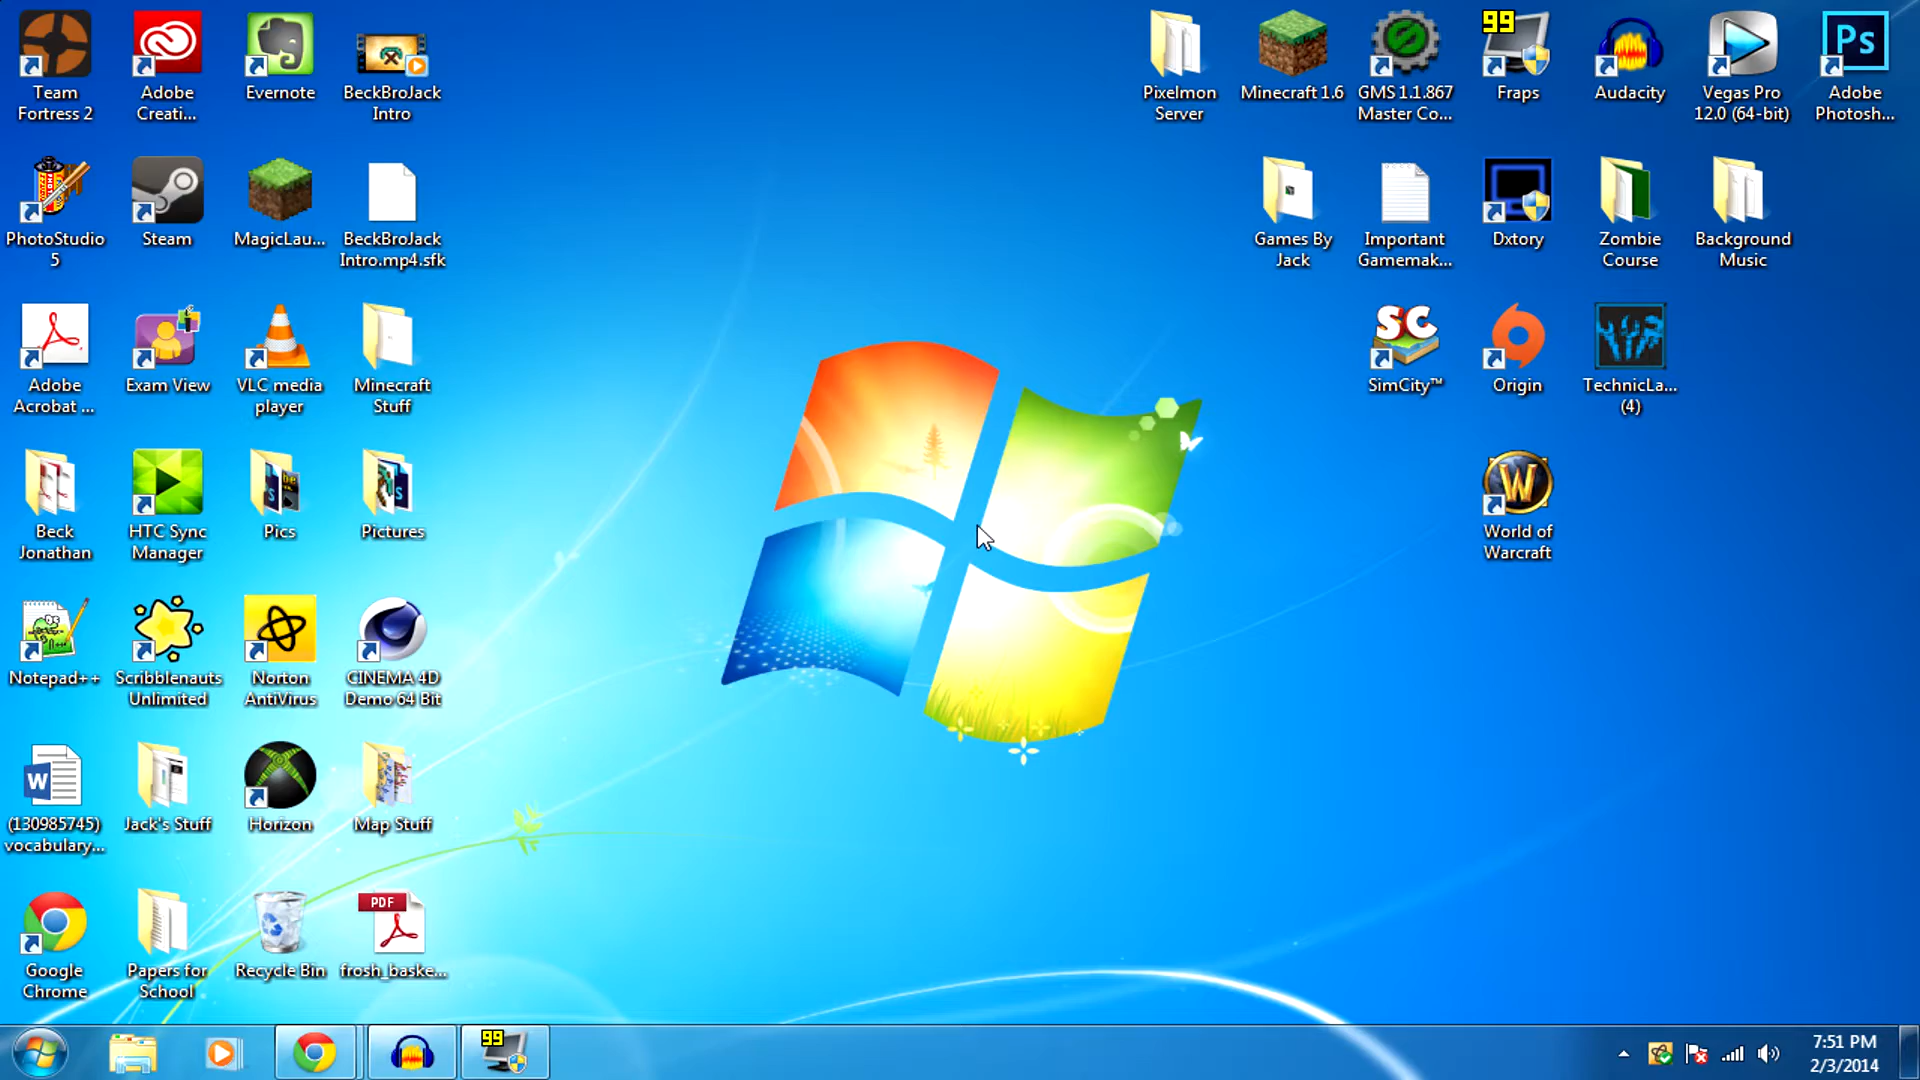 Team
Fortress 2
Adobe
Creati...
Evernote
BeckBroJack
Intro
Pixelmon
Server
Minecraft 1.6
GMS 1.1.867
Master Co...
99
Fraps
Audacity
Vegas Pro
12.0 (64-bit)
Ps
Adobe
Photosh...
PhotoStudio
5
Steam
MagicLau...
BeckBroJack
Intro.mp4.sfk
Games By
Jack
Important
Gamemak...
Dxtory
Zombie
Course
Background
Music
Adobe
Acrobat ...
Exam View
VLC media
player
Minecraft
Stuff
SC
SimCity™
Origin
TechnicLa...
(4)
Beck
Jonathan
HTC Sync
Manager
Pics
Pictures
W
World of
Warcraft
Notepad++
Scribblenauts
Unlimited
Norton
AntiVirus
CINEMA 4D
Demo 64 Bit
W
(130985745)
vocabulary...
Jack's Stuff
Horizon
Map Stuff
Google
Chrome
Papers for
School
Recycle Bin
PDF
frosh_baske...
99
7:51 PM
2/3/2014